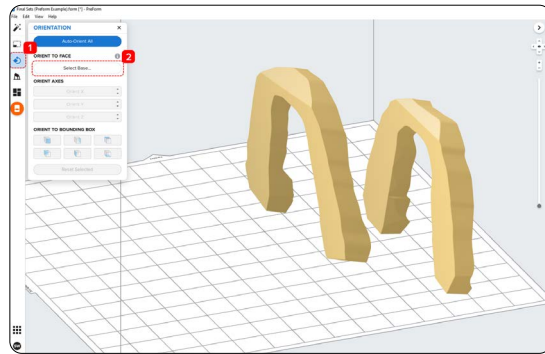 Final Sets (Preform Example).form [*] - PreForm
File Edit View Help
ORIENTATION
Auto-Orient All
1
ORIENT TO FACE
2
Select Base...
ORIENT AXES
ORIENT TO BOUNDING BOX
Reset Selected